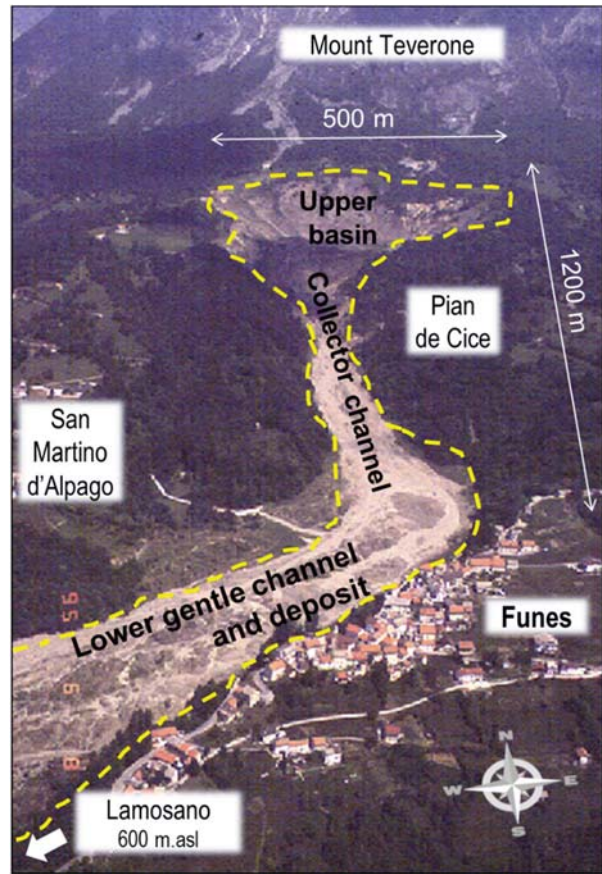 Mount Teverone
500 m
Upper
basin
1200 m
Collector channel
Pian
de Cice
San
Martino
d'Alpago
Lower gentle channel
and deposit
Funes
N
W E
S
Lamosano
600 m.asl